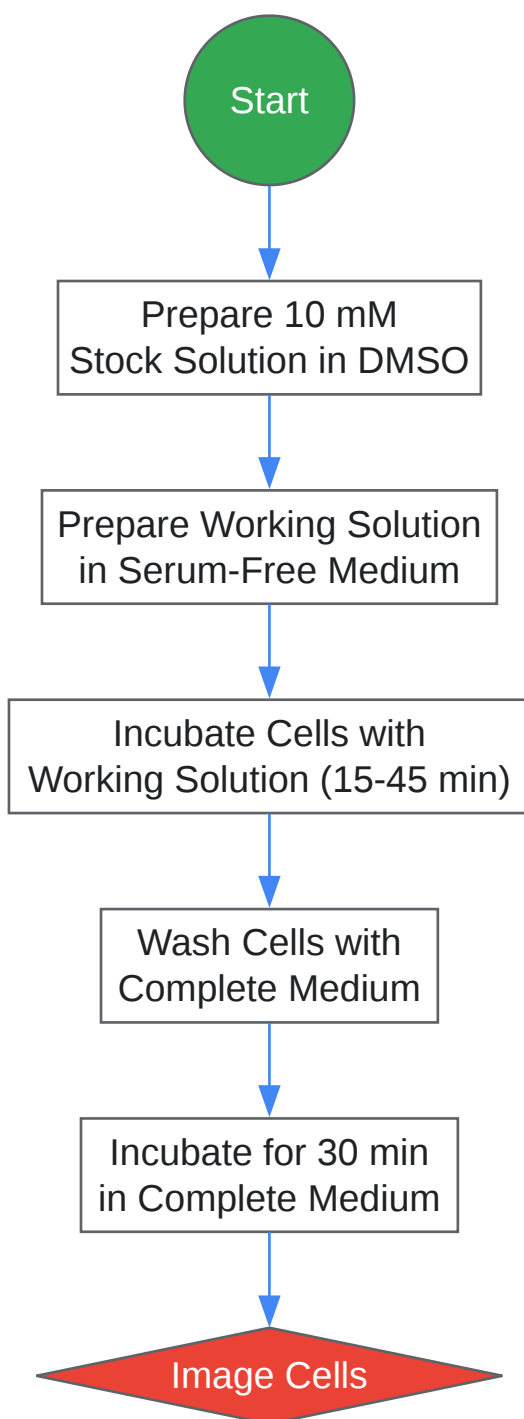 Start
Prepare 10 mM
Stock Solution in DMSO
Prepare Working Solution
in Serum-Free Medium
Incubate Cells with
Working Solution (15-45 min)
Wash Cells with
Complete Medium
Incubate for 30 min
in Complete Medium
Image Cells